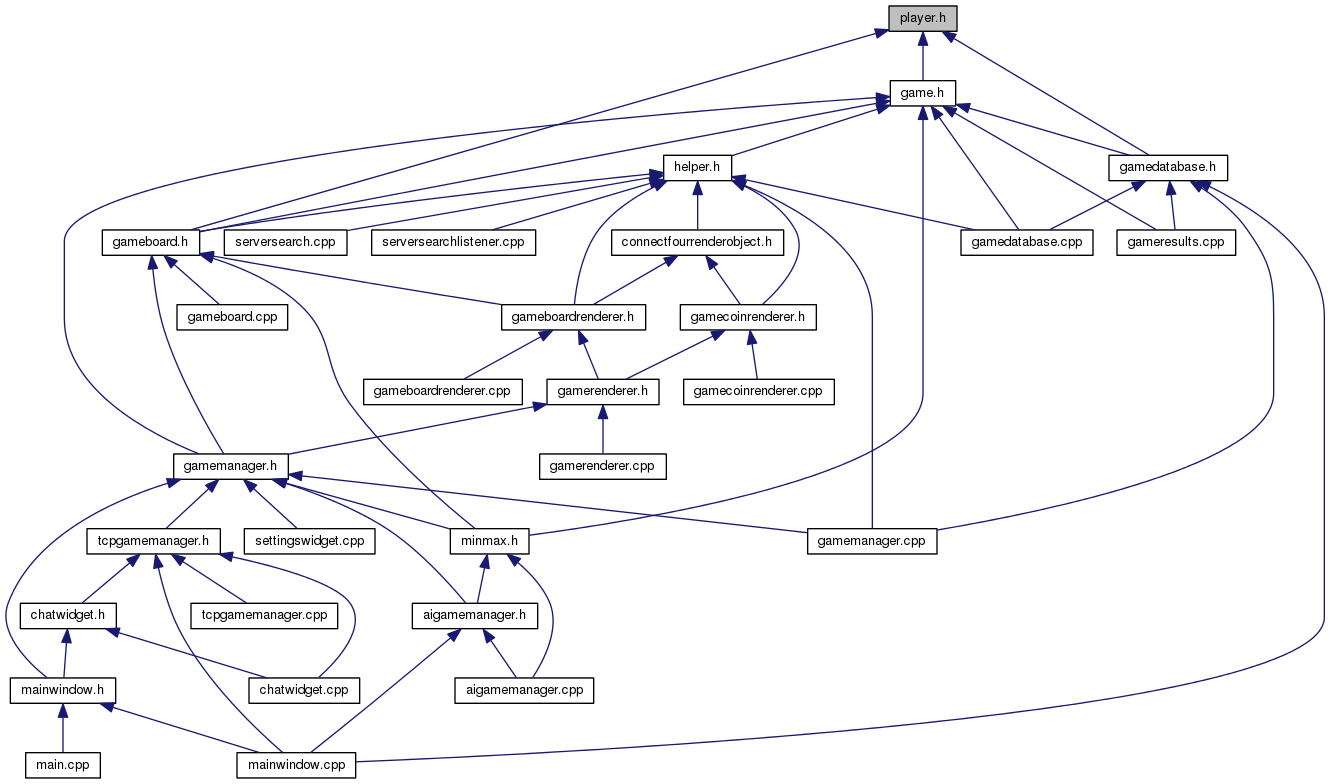 player.h
game.h
helper.h
gamedatabase.h
gameboard.h
serversearch.cpp
serversearchlistener.cpp
connectfourrenderobject.h
gamedatabase.cpp
gameresults.cpp
gameboard.cpp
gameboardrenderer.h
gamecoinrenderer.h
gameboardrenderer.cpp
gamerenderer.h
gamecoinrenderer.cpp
gamemanager.h
gamerenderer.cpp
tcpgamemanager.h
settingswidget.cpp
minmax.h
gamemanager.cpp
chatwidget.h
tcpgamemanager.cpp
aigamemanager.h
mainwindow.h
chatwidget.cpp
aigamemanager.cpp
main.cpp
mainwindow.cpp